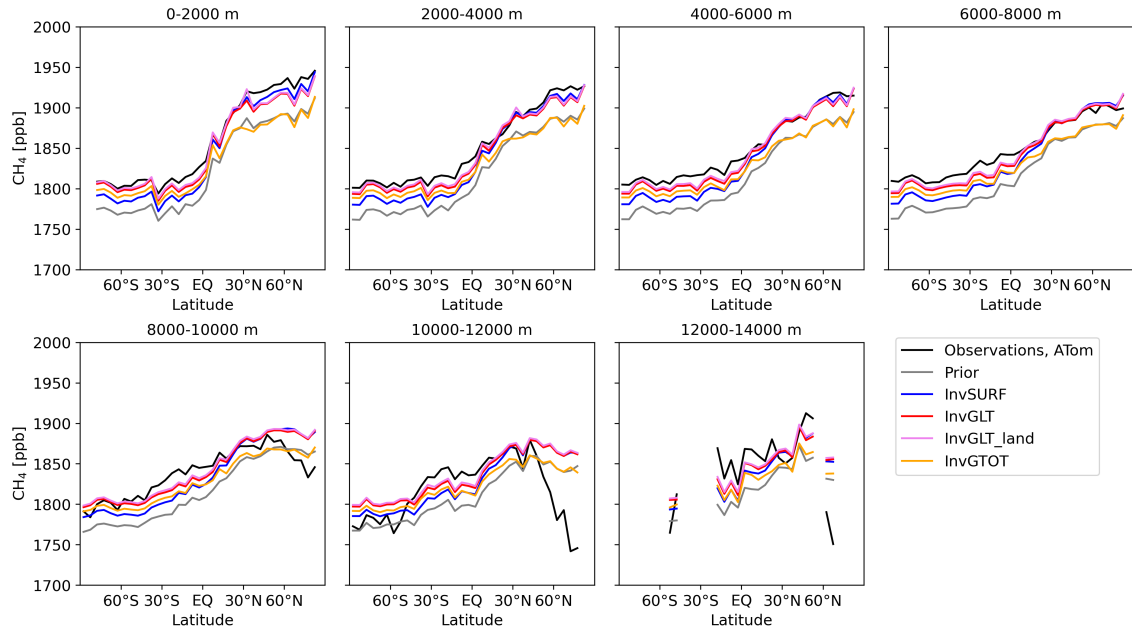 0-2000 m
2000-4000 m
4000-6000 m
6000-8000 m
2000
1950
1900
1850
1800
1750
1700
CH₄ [ppb]
60°S 30°S EQ 30°N 60°N
60°S 30°S EQ 30°N 60°N
60°S 30°S EQ 30°N 60°N
60°S 30°S EQ 30°N 60°N
Latitude
Latitude
Latitude
Latitude
8000-10000 m
10000-12000 m
12000-14000 m
2000
1950
1900
1850
1800
1750
1700
CH₄ [ppb]
60°S 30°S EQ 30°N 60°N
60°S 30°S EQ 30°N 60°N
60°S 30°S EQ 30°N 60°N
Latitude
Latitude
Latitude
Observations, ATom
Prior
InvSURF
InvGLT
InvGLT_land
InvGTOT